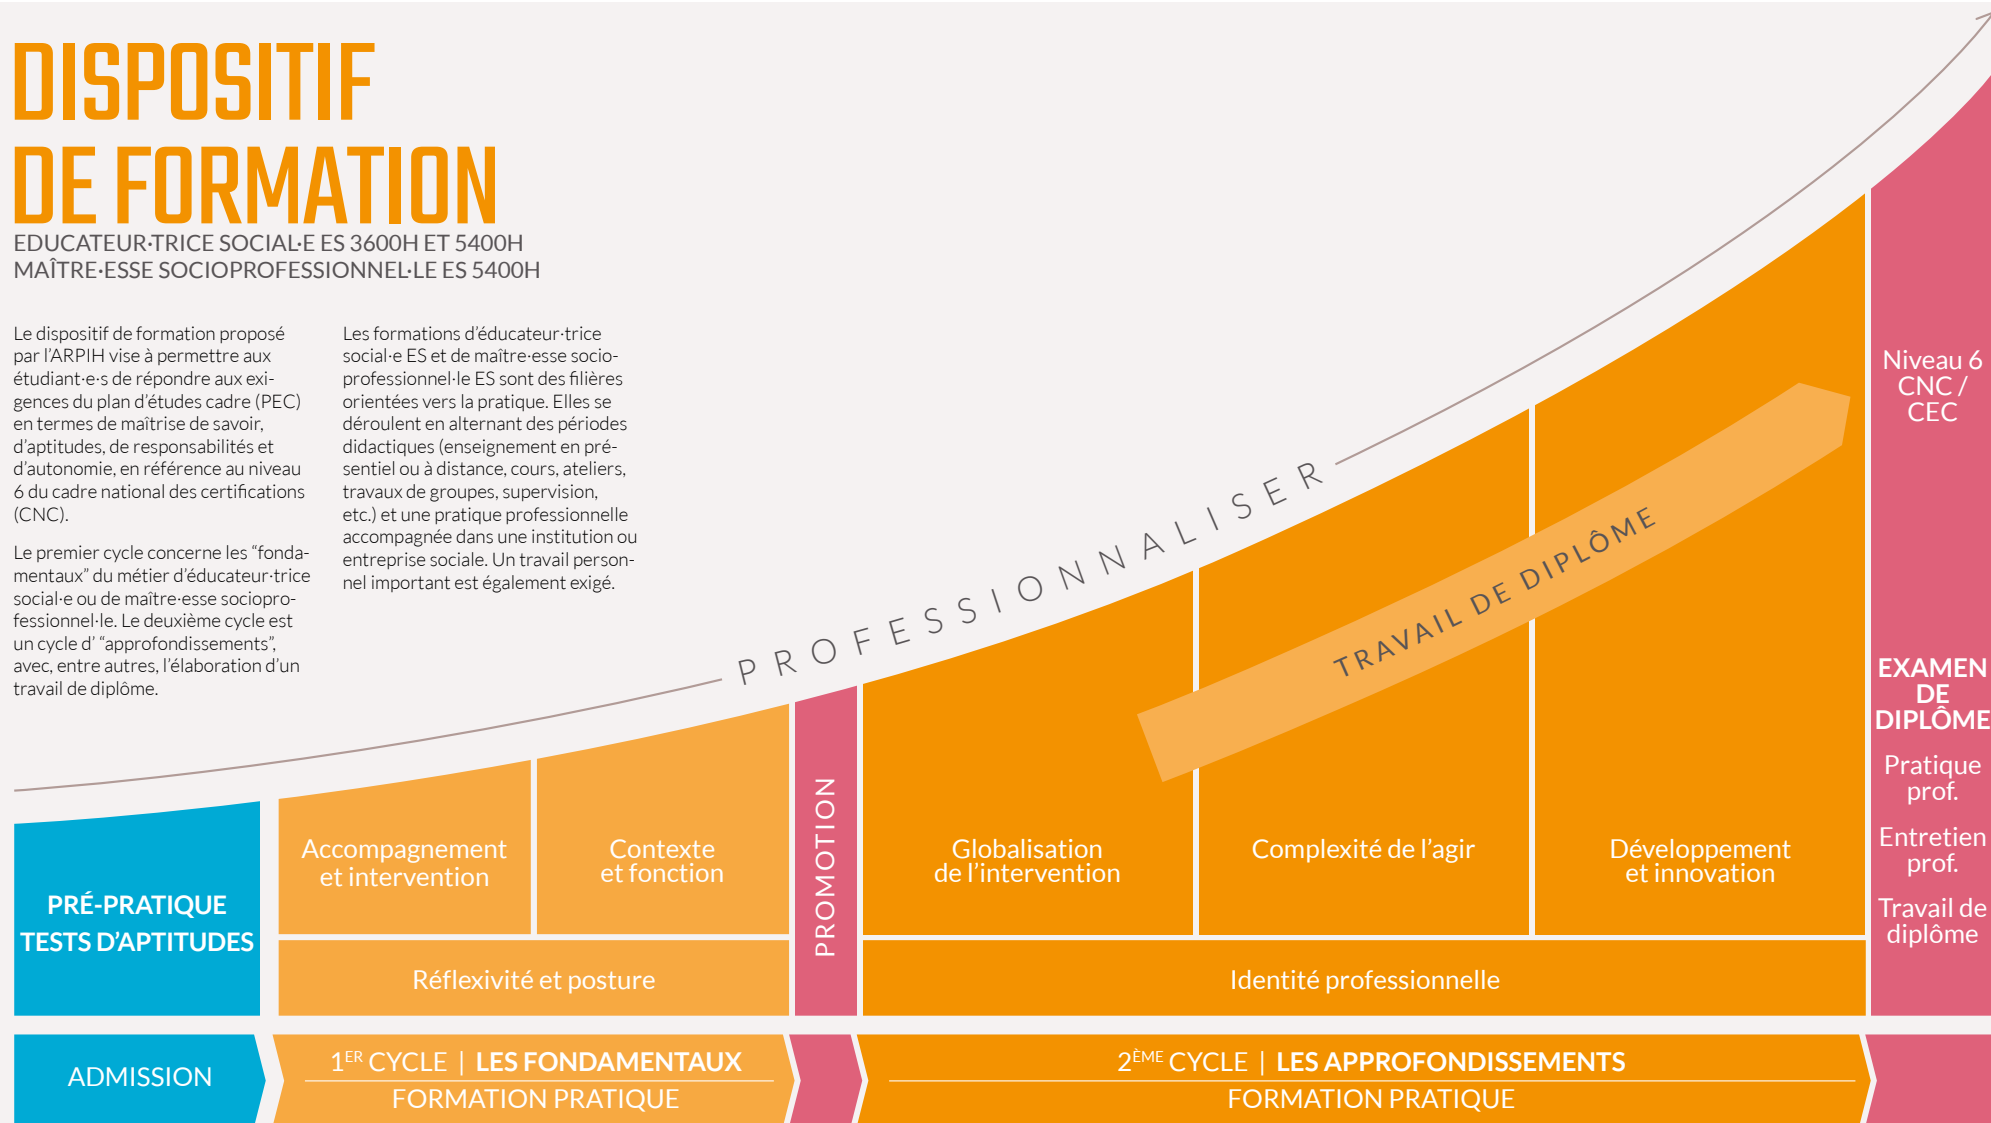 DISPOSITIF
DE FORMATION
EDUCATEUR·TRICE SOCIAL·E ES 3600H ET 5400H
MAÎTRE·ESSE SOCIOPROFESSIONNEL·LE ES 5400H
Le dispositif de formation proposé
par l'ARPIH vise à permettre aux
étudiant·e·s de répondre aux exi-
gences du plan d'études cadre (PEC)
en termes de maîtrise de savoir,
d'aptitudes, de responsabilités et
d'autonomie, en référence au niveau
6 du cadre national des certifications
(CNC).
Le premier cycle concerne les “fonda-
mentaux” du métier d'éducateur·trice
social·e ou de maître·esse sociopro-
fessionnel·le. Le deuxième cycle est
un cycle d' “approfondissements”,
avec, entre autres, l'élaboration d'un
travail de diplôme.
Les formations d'éducateur·trice
social·e ES et de maître·esse socio-
professionnel·le ES sont des filières
orientées vers la pratique. Elles se
déroulent en alternant des périodes
didactiques (enseignement en pré-
sentiel ou à distance, cours, ateliers,
travaux de groupes, supervision,
etc.) et une pratique professionnelle
accompagnée dans une institution ou
entreprise sociale. Un travail person-
nel important est également exigé.
PROFESSIONNALISER
TRAVAIL DE DIPLÔME
PRÉ-PRATIQUE
TESTS D'APTITUDES
Accompagnement
et intervention
Contexte
et fonction
Réflexivité et posture
PROMOTION
Globalisation
de l'intervention
Complexité de l'agir
Développement
et innovation
Identité professionnelle
Niveau 6
CNC /
CEC
EXAMEN
DE
DIPLÔME
Pratique
prof.
Entretien
prof.
Travail de
diplôme
ADMISSION
1ER CYCLE | LES FONDAMENTAUX
FORMATION PRATIQUE
2ÈME CYCLE | LES APPROFONDISSEMENTS
FORMATION PRATIQUE